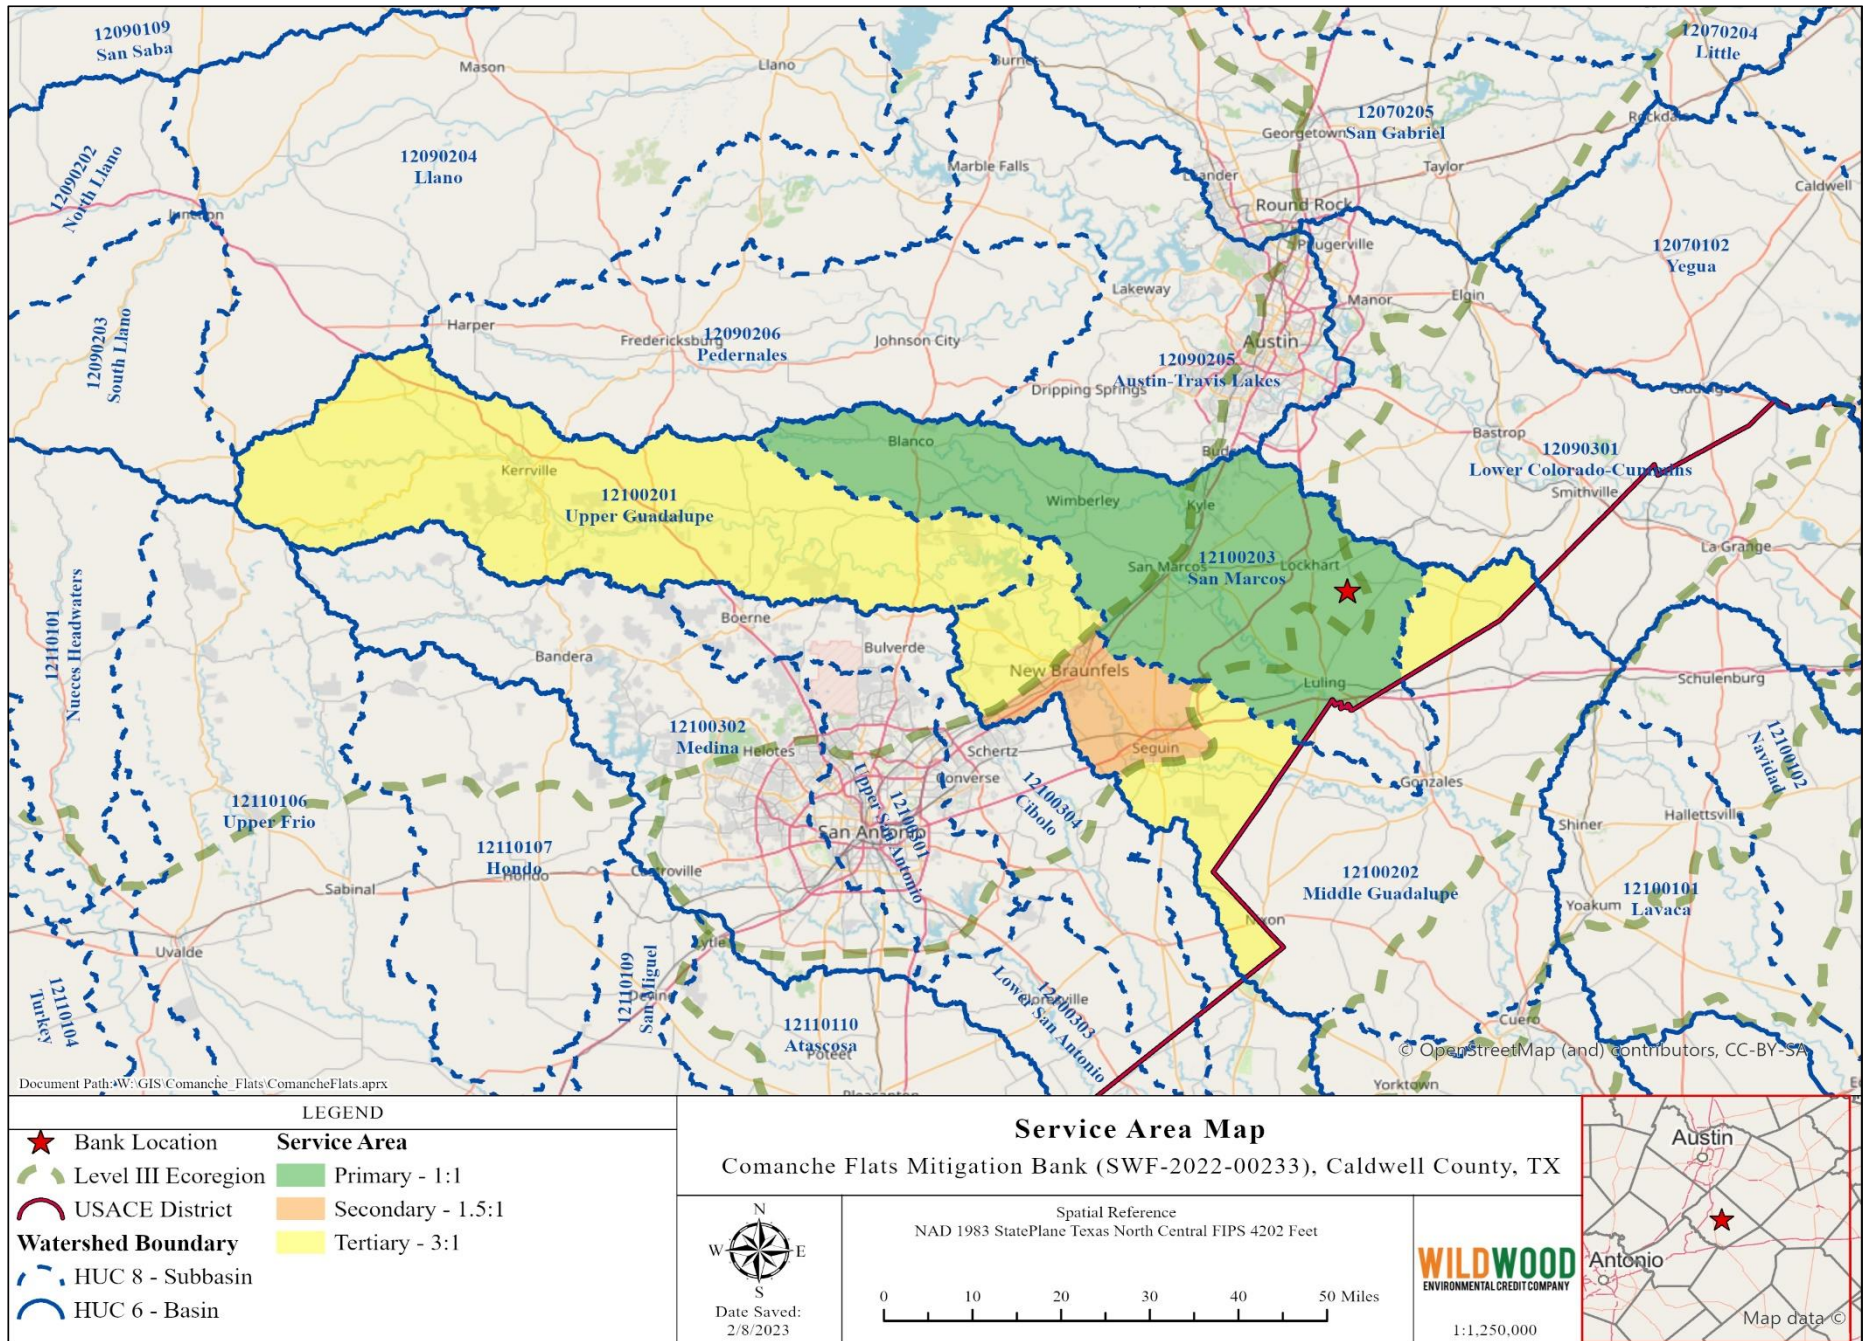 12090109
San Saba
Mason
Llano
Burnet
12070204
Little
12070205
San Gabriel
Georgetown
Rockdale
Taylor
12090202
North Llano
12090204
Llano
Marble Falls
Leander
Caldwell
Junction
Round Rock
Pflugerville
12070102
Yegua
Lakeway
Manor
Elgin
12090203
South Llano
Harper
Fredericksburg
12090206
Pedernales
Johnson City
Austin
12090205
Austin-Travis Lakes
Dripping Springs
Giddings
Blanco
Bastrop
12090301
Lower Colorado-Cummins
Buda
Kerrville
Smithville
12100201
Upper Guadalupe
Wimberley
Kyle
La Grange
12100203
San Marcos
San Marcos
Lockhart
12110101
Nueces Headwaters
Boerne
Bulverde
Bandera
New Braunfels
Luling
Schulenburg
12100302
Medina
Helotes
Schertz
Seguin
Converse
12100304
Cibolo
Gonzales
12100102
Navidad
12110106
Upper Frio
12100301
Upper San Antonio
San Antonio
Shiner
Hallettsville
12110107
Hondo
Hondo
Castroville
Sabinal
12100202
Middle Guadalupe
12100101
Lavaca
Yoakum
Nixon
Uvalde
Lytle
12110109
San Miguel
Devine
12110104
Turkey
12100303
Lower San Antonio
Floresville
12110110
Atascosa
Poteet
Cuero
© OpenStreetMap (and) contributors, CC-BY-SA
Yorktown
Pleasanton
Document Path: W:\GIS\Comanche_Flats\ComancheFlats.aprx
LEGEND
Bank Location
Level III Ecoregion
USACE District
Watershed Boundary
HUC 8 - Subbasin
HUC 6 - Basin
Service Area
Primary - 1:1
Secondary - 1.5:1
Tertiary - 3:1
Service Area Map
Comanche Flats Mitigation Bank (SWF-2022-00233), Caldwell County, TX
N
W E
S
Date Saved:
2/8/2023
Spatial Reference
NAD 1983 StatePlane Texas North Central FIPS 4202 Feet
0 10 20 30 40 50 Miles
WILDWOOD
ENVIRONMENTAL CREDIT COMPANY
1:1,250,000
Austin
Antonio
Map data ©